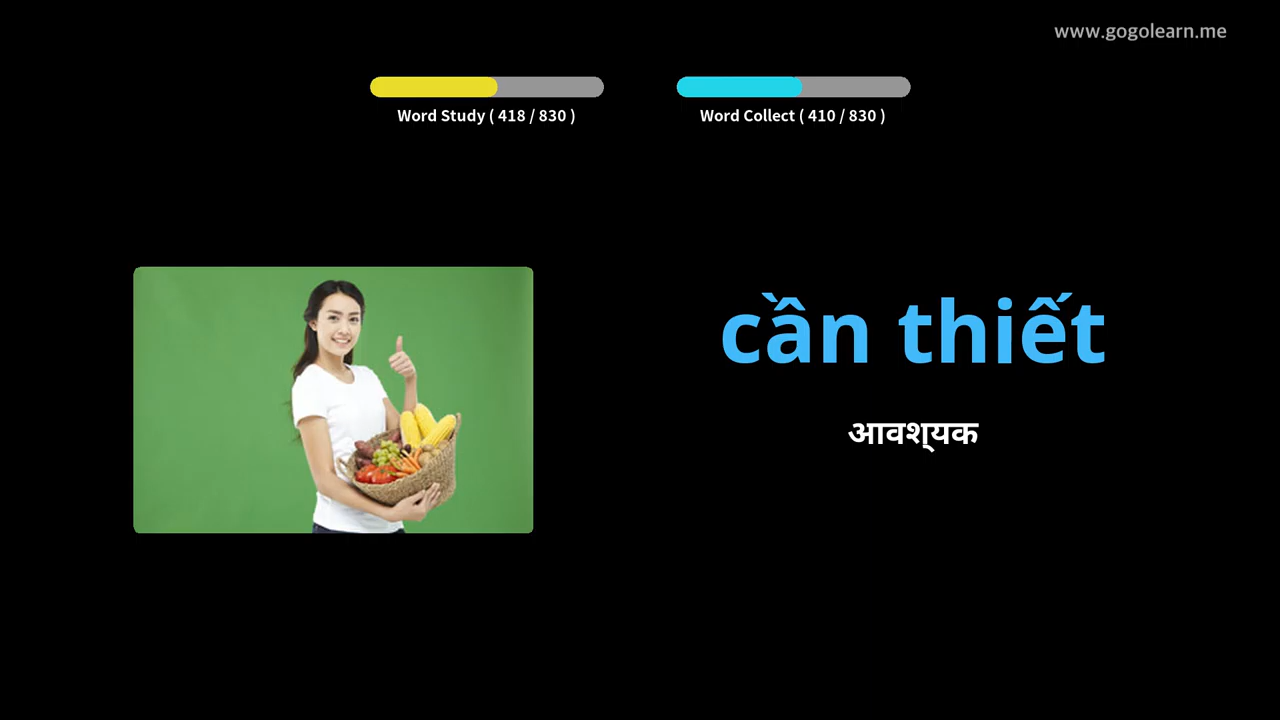 www.gogolearn.me
Word Study ( 418 / 830 )
Word Collect ( 410 / 830 )
cần thiết
आवश्यक